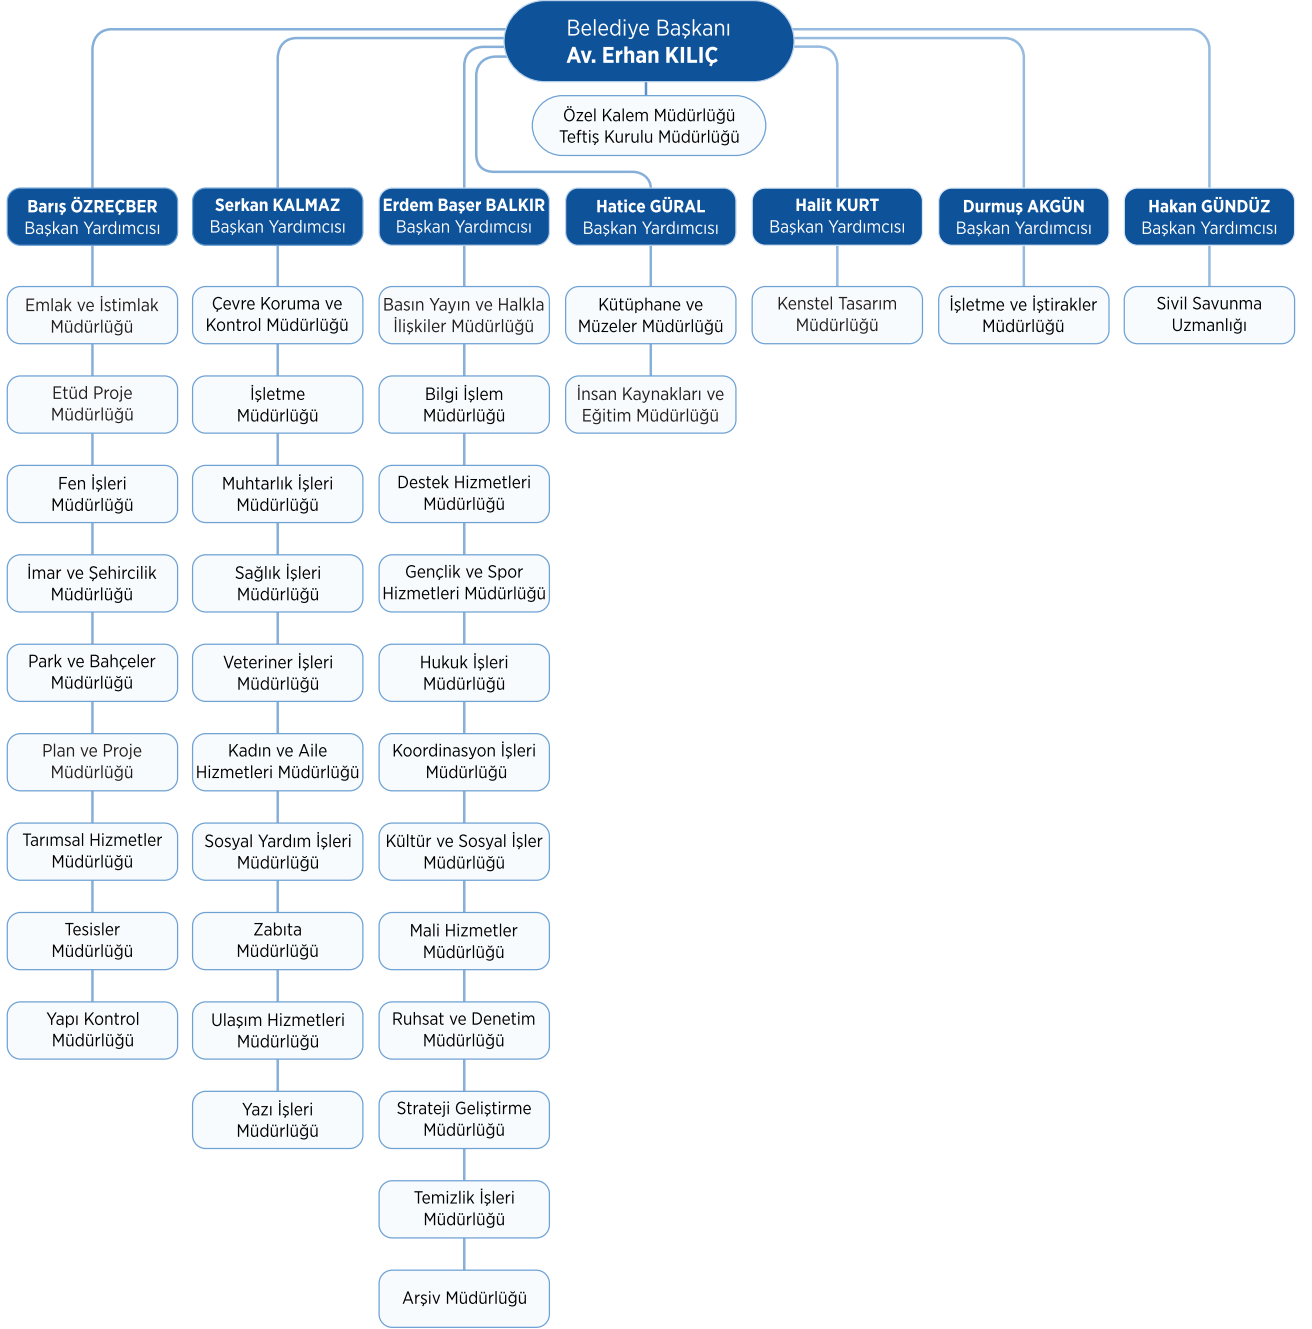 Belediye Başkanı
Av. Erhan KILIÇ
Özel Kalem Müdürlüğü
Teftiş Kurulu Müdürlüğü
Barış ÖZREÇBER
Başkan Yardımcısı
Emlak ve İstimlak
Müdürlüğü
Etüd Proje
Müdürlüğü
Fen İşleri
Müdürlüğü
İmar ve Şehircilik
Müdürlüğü
Park ve Bahçeler
Müdürlüğü
Plan ve Proje
Müdürlüğü
Tarımsal Hizmetler
Müdürlüğü
Tesisler
Müdürlüğü
Yapı Kontrol
Müdürlüğü
Serkan KALMAZ
Başkan Yardımcısı
Çevre Koruma ve
Kontrol Müdürlüğü
İşletme
Müdürlüğü
Muhtarlık İşleri
Müdürlüğü
Sağlık İşleri
Müdürlüğü
Veteriner İşleri
Müdürlüğü
Kadın ve Aile
Hizmetleri Müdürlüğü
Sosyal Yardım İşleri
Müdürlüğü
Zabıta
Müdürlüğü
Ulaşım Hizmetleri
Müdürlüğü
Yazı İşleri
Müdürlüğü
Erdem Başer BALKIR
Başkan Yardımcısı
Basın Yayın ve Halkla
İlişkiler Müdürlüğü
Bilgi İşlem
Müdürlüğü
Destek Hizmetleri
Müdürlüğü
Gençlik ve Spor
Hizmetleri Müdürlüğü
Hukuk İşleri
Müdürlüğü
Koordinasyon İşleri
Müdürlüğü
Kültür ve Sosyal İşler
Müdürlüğü
Mali Hizmetler
Müdürlüğü
Ruhsat ve Denetim
Müdürlüğü
Strateji Geliştirme
Müdürlüğü
Temizlik İşleri
Müdürlüğü
Arşiv Müdürlüğü
Hatice GÜRAL
Başkan Yardımcısı
Kütüphane ve
Müzeler Müdürlüğü
İnsan Kaynakları ve
Eğitim Müdürlüğü
Halit KURT
Başkan Yardımcısı
Kenstel Tasarım
Müdürlüğü
Durmuş AKGÜN
Başkan Yardımcısı
İşletme ve İştirakler
Müdürlüğü
Hakan GÜNDÜZ
Başkan Yardımcısı
Sivil Savunma
Uzmanlığı